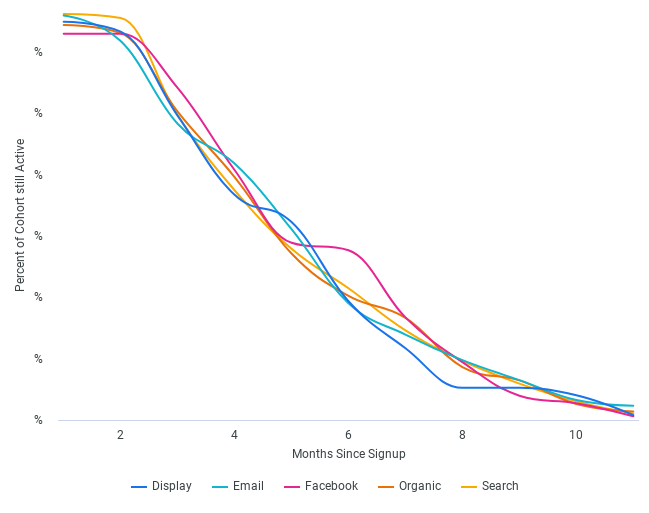 Percent of Cohort still Active
%
%
%
%
%
%
%
2 4 6 8 10
Months Since Signup
Display Email Facebook Organic Search